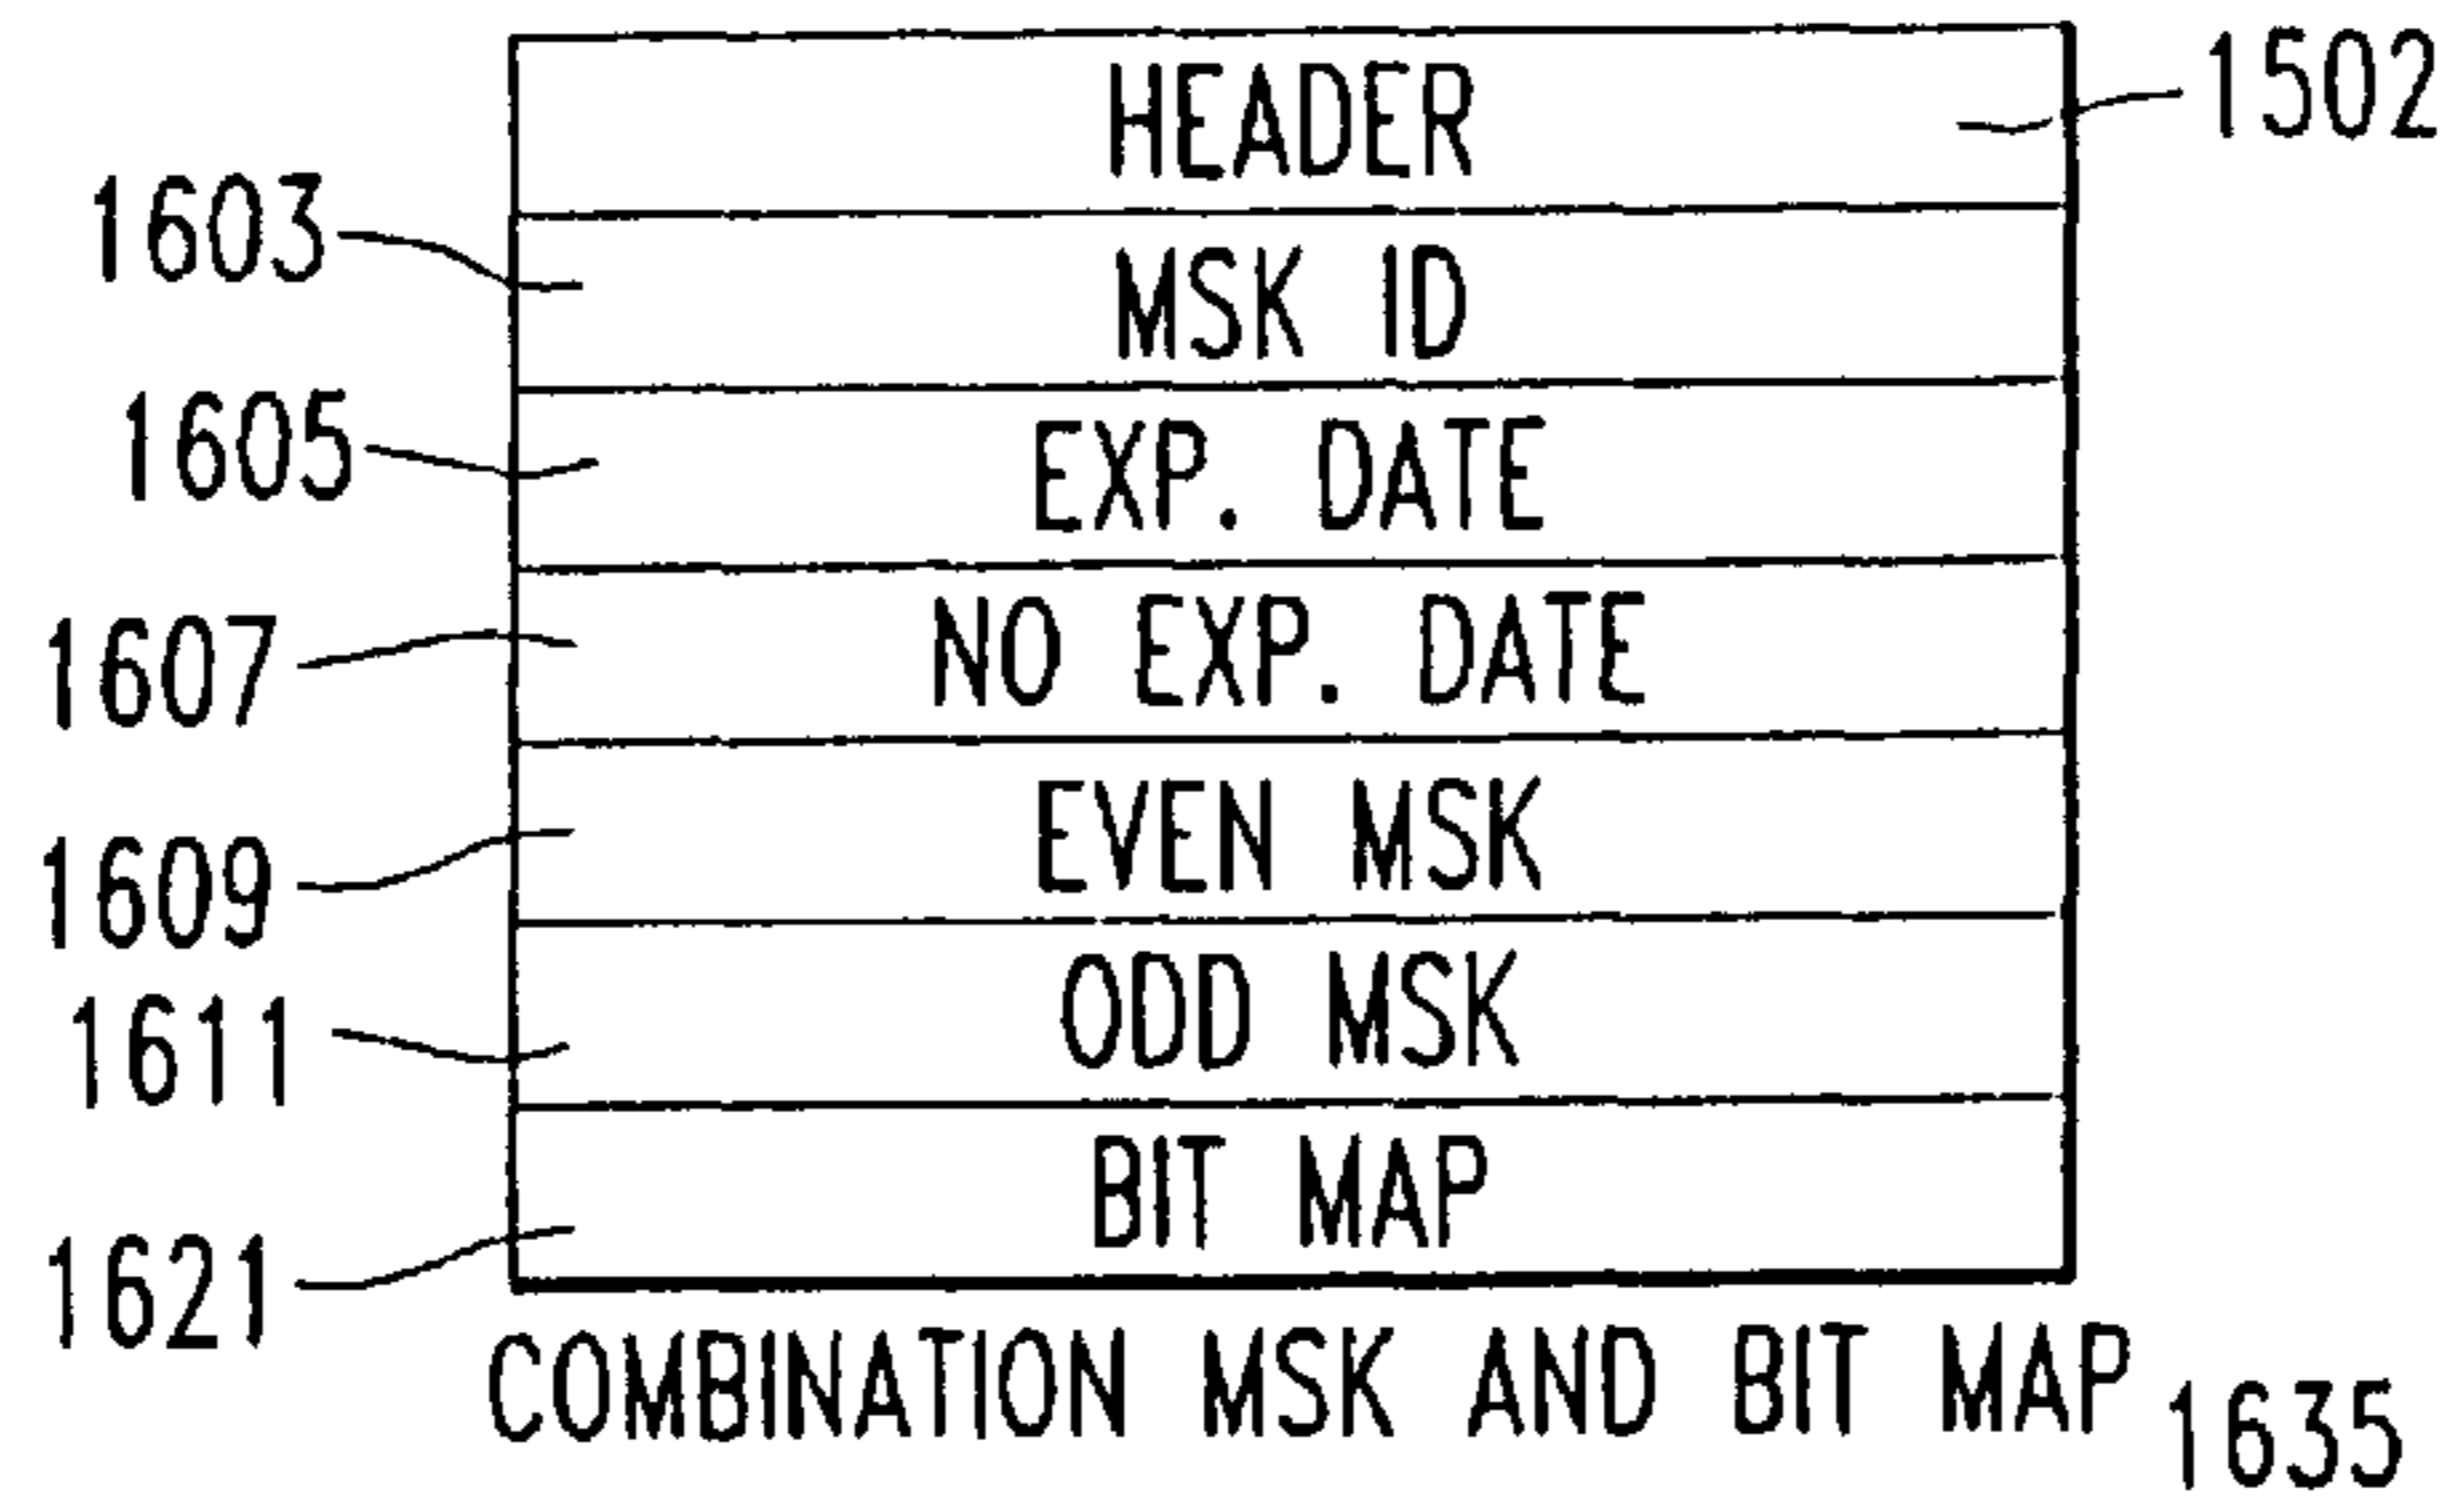 HEADER 1502
1603 MSK ID
1605 EXP. DATE
1607 NO EXP. DATE
1609 EVEN MSK
1611 ODD MSK
1621 BIT MAP
COMBINATION MSK AND BIT MAP
1635